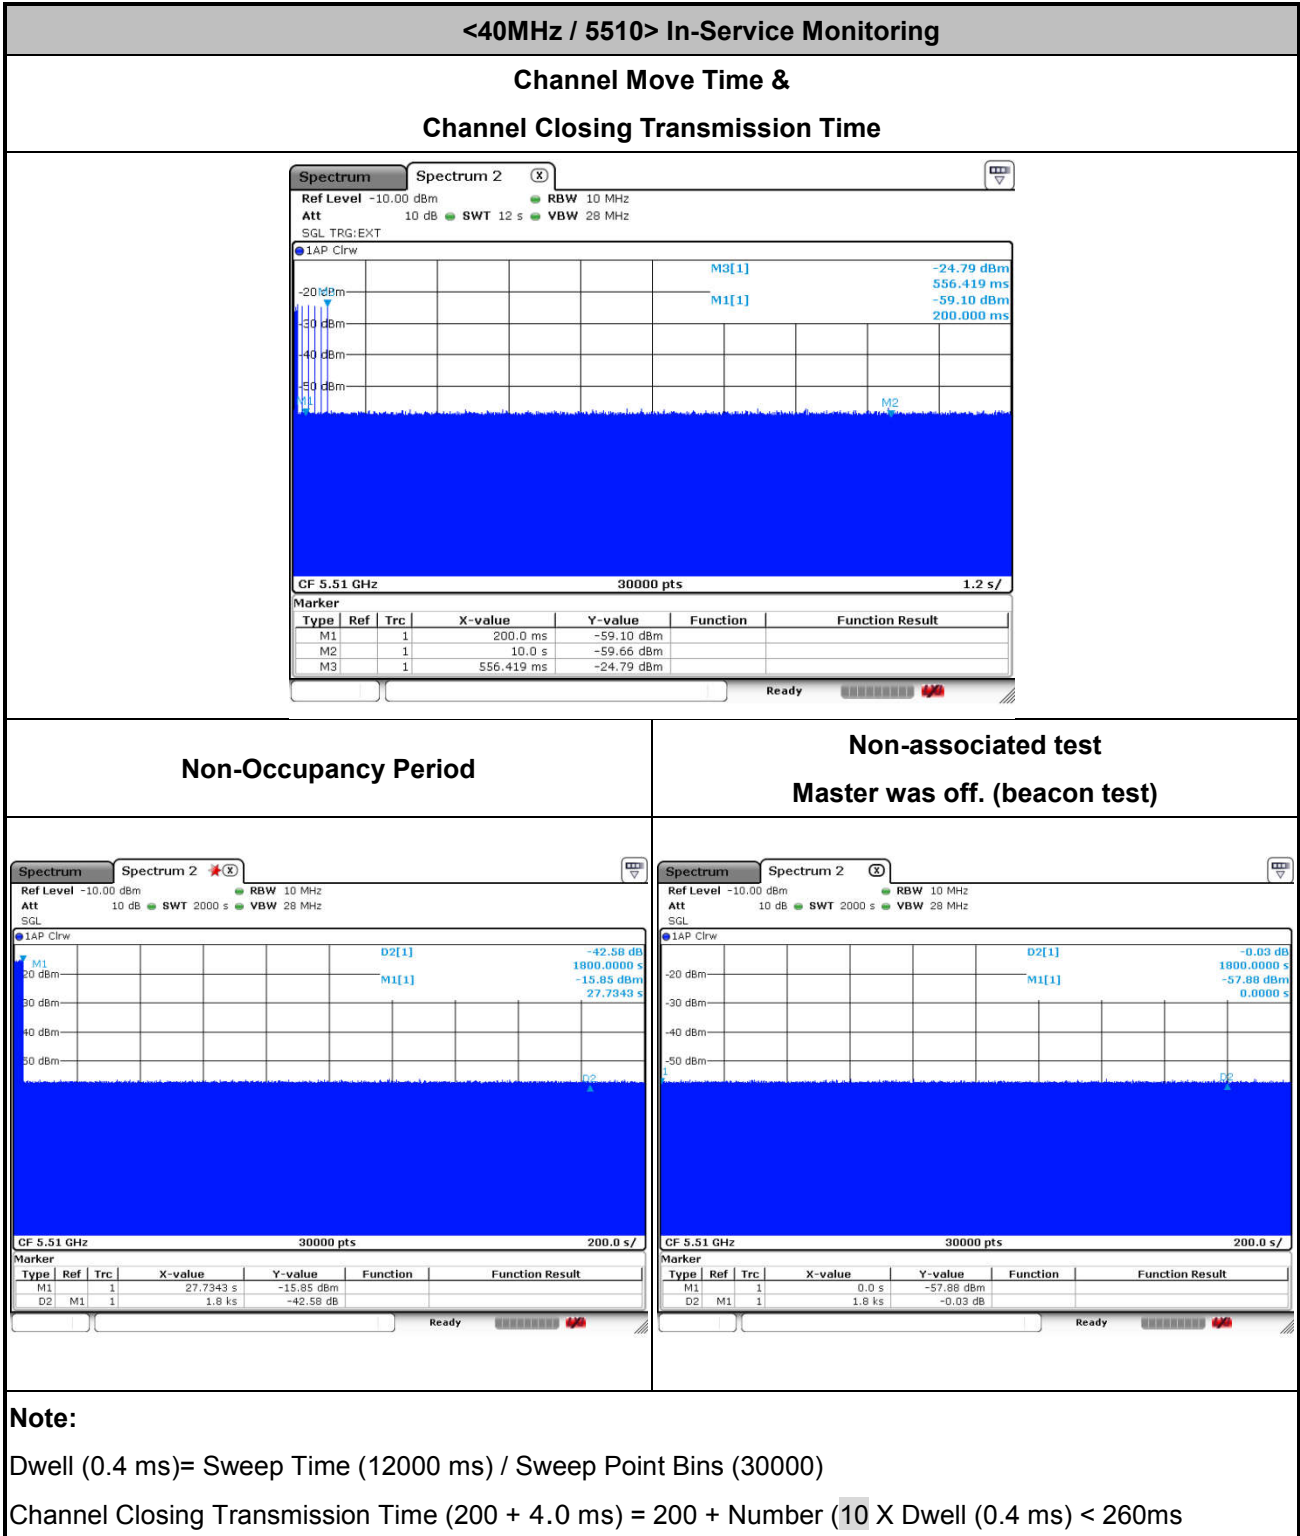 <40MHz / 5510> In-Service Monitoring
Channel Move Time &
Channel Closing Transmission Time
Spectrum
Spectrum 2
Ref Level -10.00 dBm RBW 10 MHz
Att 10 dB SWT 12 s VBW 28 MHz
SGL TRG:EXT
1AP Clrw
M3[1] -24.79 dBm
556.419 ms
M1[1] -59.10 dBm
200.000 ms
-20 dBm
M3
-30 dBm
-40 dBm
-50 dBm
M1
M2
CF 5.51 GHz 30000 pts 1.2 s/
Marker
Type Ref Trc X-value Y-value Function Function Result
M1 1 200.0 ms -59.10 dBm
M2 1 10.0 s -59.66 dBm
M3 1 556.419 ms -24.79 dBm
Ready
Non-Occupancy Period
Non-associated test
Master was off. (beacon test)
Spectrum
Spectrum 2
Ref Level -10.00 dBm RBW 10 MHz
Att 10 dB SWT 2000 s VBW 28 MHz
SGL
1AP Clrw
D2[1] -42.58 dB
1800.0000 s
M1[1] -15.85 dBm
27.7343 s
M1
20 dBm
30 dBm
40 dBm
50 dBm
D2
CF 5.51 GHz 30000 pts 200.0 s/
Marker
Type Ref Trc X-value Y-value Function Function Result
M1 1 27.7343 s -15.85 dBm
D2 M1 1 1.8 ks -42.58 dB
Ready
Spectrum
Spectrum 2
Ref Level -10.00 dBm RBW 10 MHz
Att 10 dB SWT 2000 s VBW 28 MHz
SGL
1AP Clrw
D2[1] -0.03 dB
1800.0000 s
M1[1] -57.88 dBm
0.0000 s
-20 dBm
-30 dBm
-40 dBm
-50 dBm
1
D2
CF 5.51 GHz 30000 pts 200.0 s/
Marker
Type Ref Trc X-value Y-value Function Function Result
M1 1 0.0 s -57.88 dBm
D2 M1 1 1.8 ks -0.03 dB
Ready
Note:
Dwell (0.4 ms)= Sweep Time (12000 ms) / Sweep Point Bins (30000)
Channel Closing Transmission Time (200 + 4.0 ms) = 200 + Number (10 X Dwell (0.4 ms) < 260ms